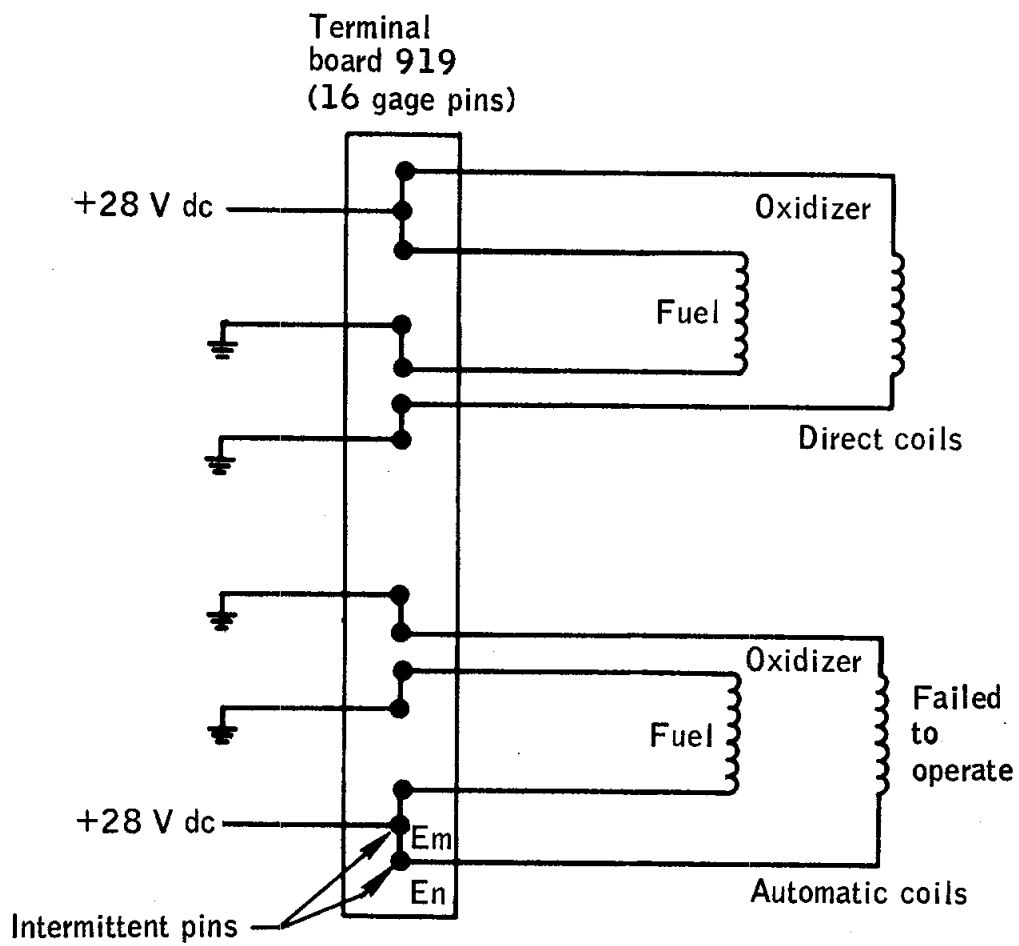 Terminal
board 919
(16 gage pins)
+28 V dc
Oxidizer
Fuel
Direct coils
Oxidizer
Fuel
Failed
to
operate
+28 V dc
Em
En
Automatic coils
Intermittent pins